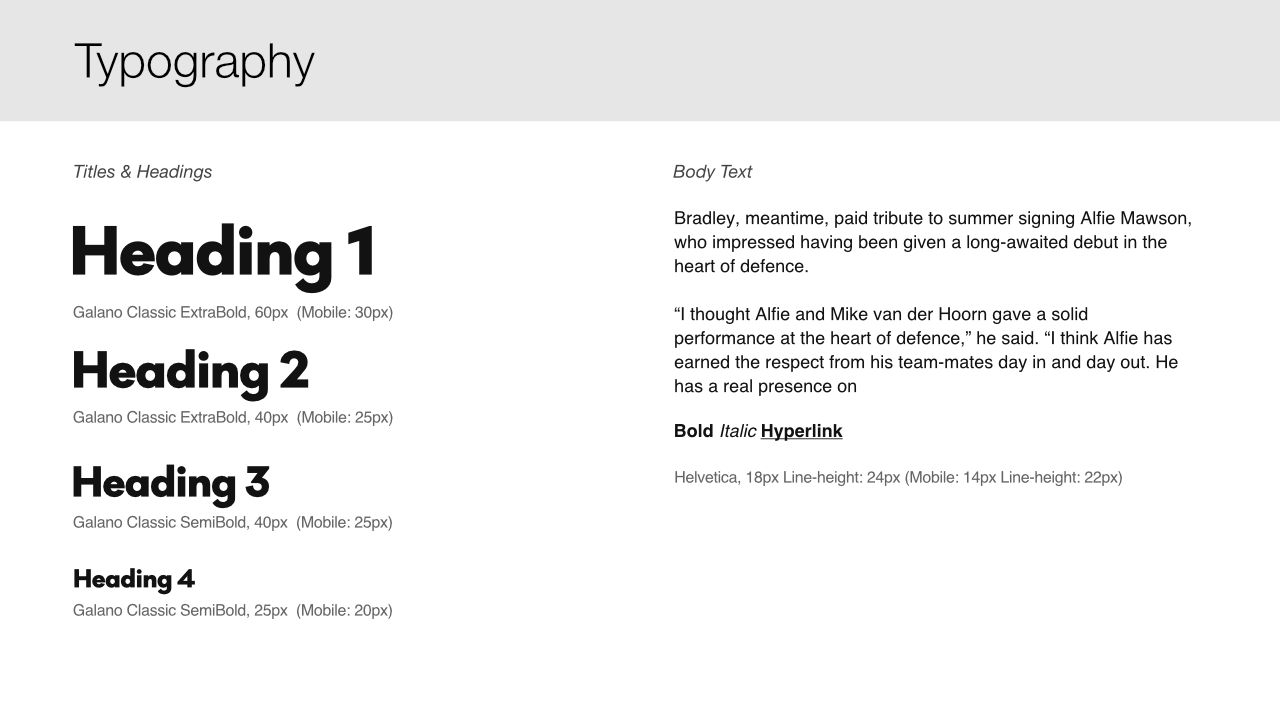 Typography
Titles & Headings
Heading 1
Galano Classic ExtraBold, 60px  (Mobile: 30px)
Heading 2
Galano Classic ExtraBold, 40px  (Mobile: 25px)
Heading 3
Galano Classic SemiBold, 40px  (Mobile: 25px)
Heading 4
Galano Classic SemiBold, 25px  (Mobile: 20px)
Body Text
Bradley, meantime, paid tribute to summer signing Alfie Mawson,
who impressed having been given a long-awaited debut in the
heart of defence.
“I thought Alfie and Mike van der Hoorn gave a solid
performance at the heart of defence,” he said. “I think Alfie has
earned the respect from his team-mates day in and day out. He
has a real presence on
Bold Italic Hyperlink
Helvetica, 18px Line-height: 24px (Mobile: 14px Line-height: 22px)